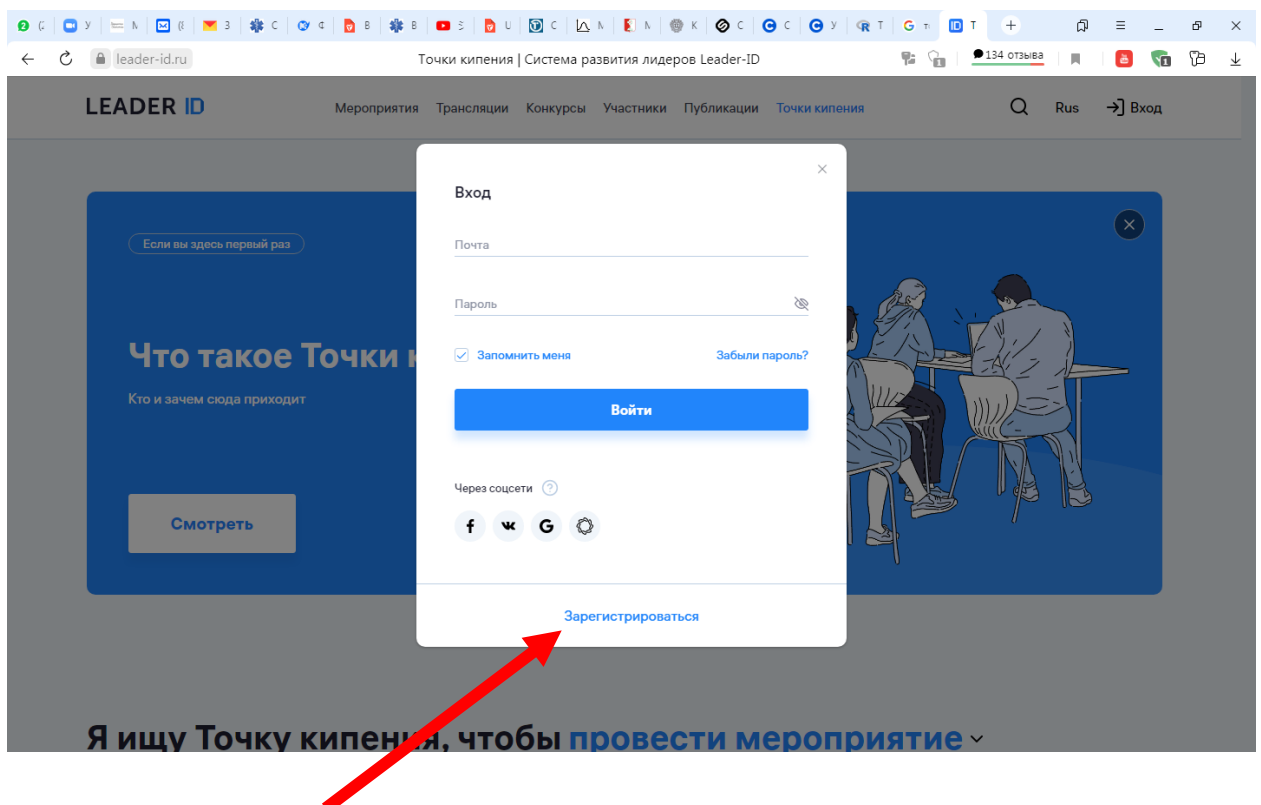 leader-id.ru
Точки кипения | Система развития лидеров Leader-ID
134 отзыва
LEADER ID
Мероприятия Трансляции Конкурсы Участники Публикации Точки кипения
Rus
Вход
Если вы здесь первый раз
Что такое Точки к
Кто и зачем сюда приходит
Смотреть
Вход
Почта
Пароль
Запомнить меня
Забыли пароль?
Войти
Через соцсети
Зарегистрироваться
Я ищу Точку кипения, чтобы провести мероприятие